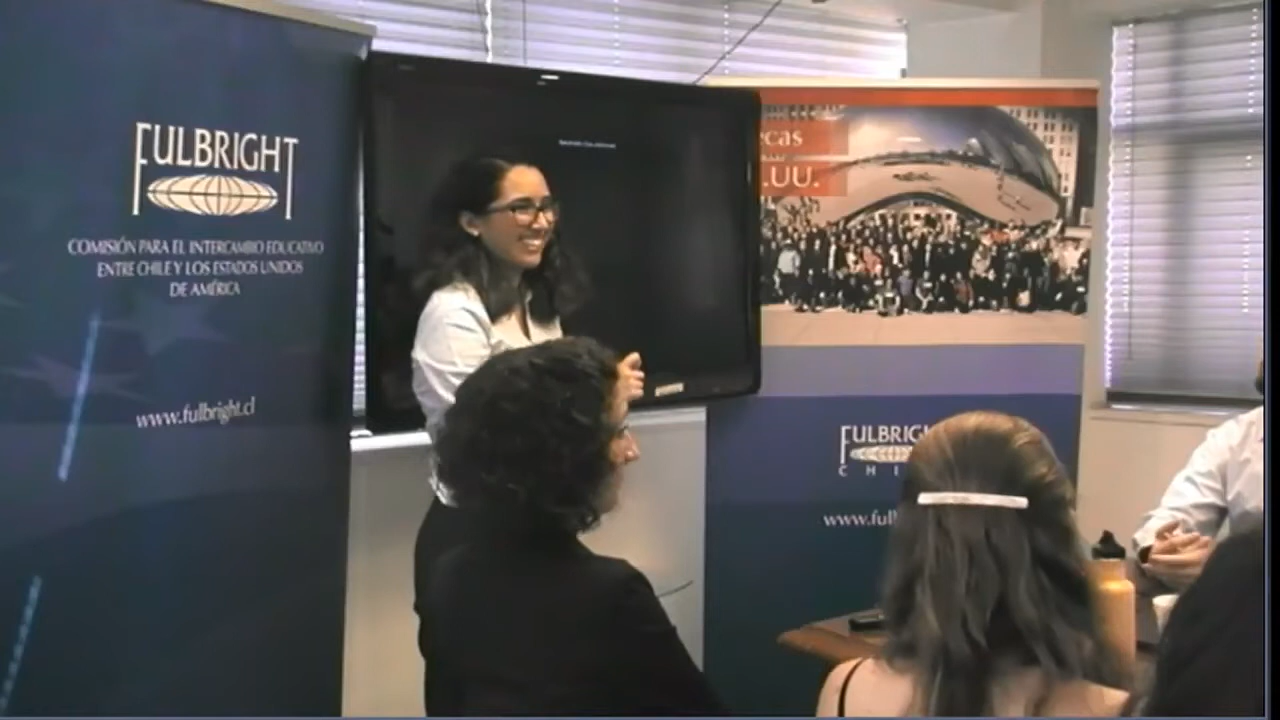 FULBRIGHT
COMISIÓN PARA EL INTERCAMBIO EDUCATIVO
ENTRE CHILE Y LOS ESTADOS UNIDOS
DE AMÉRICA
www.fulbright.cl
ecas
.UU.
FULBRIG
CHI
www.ful